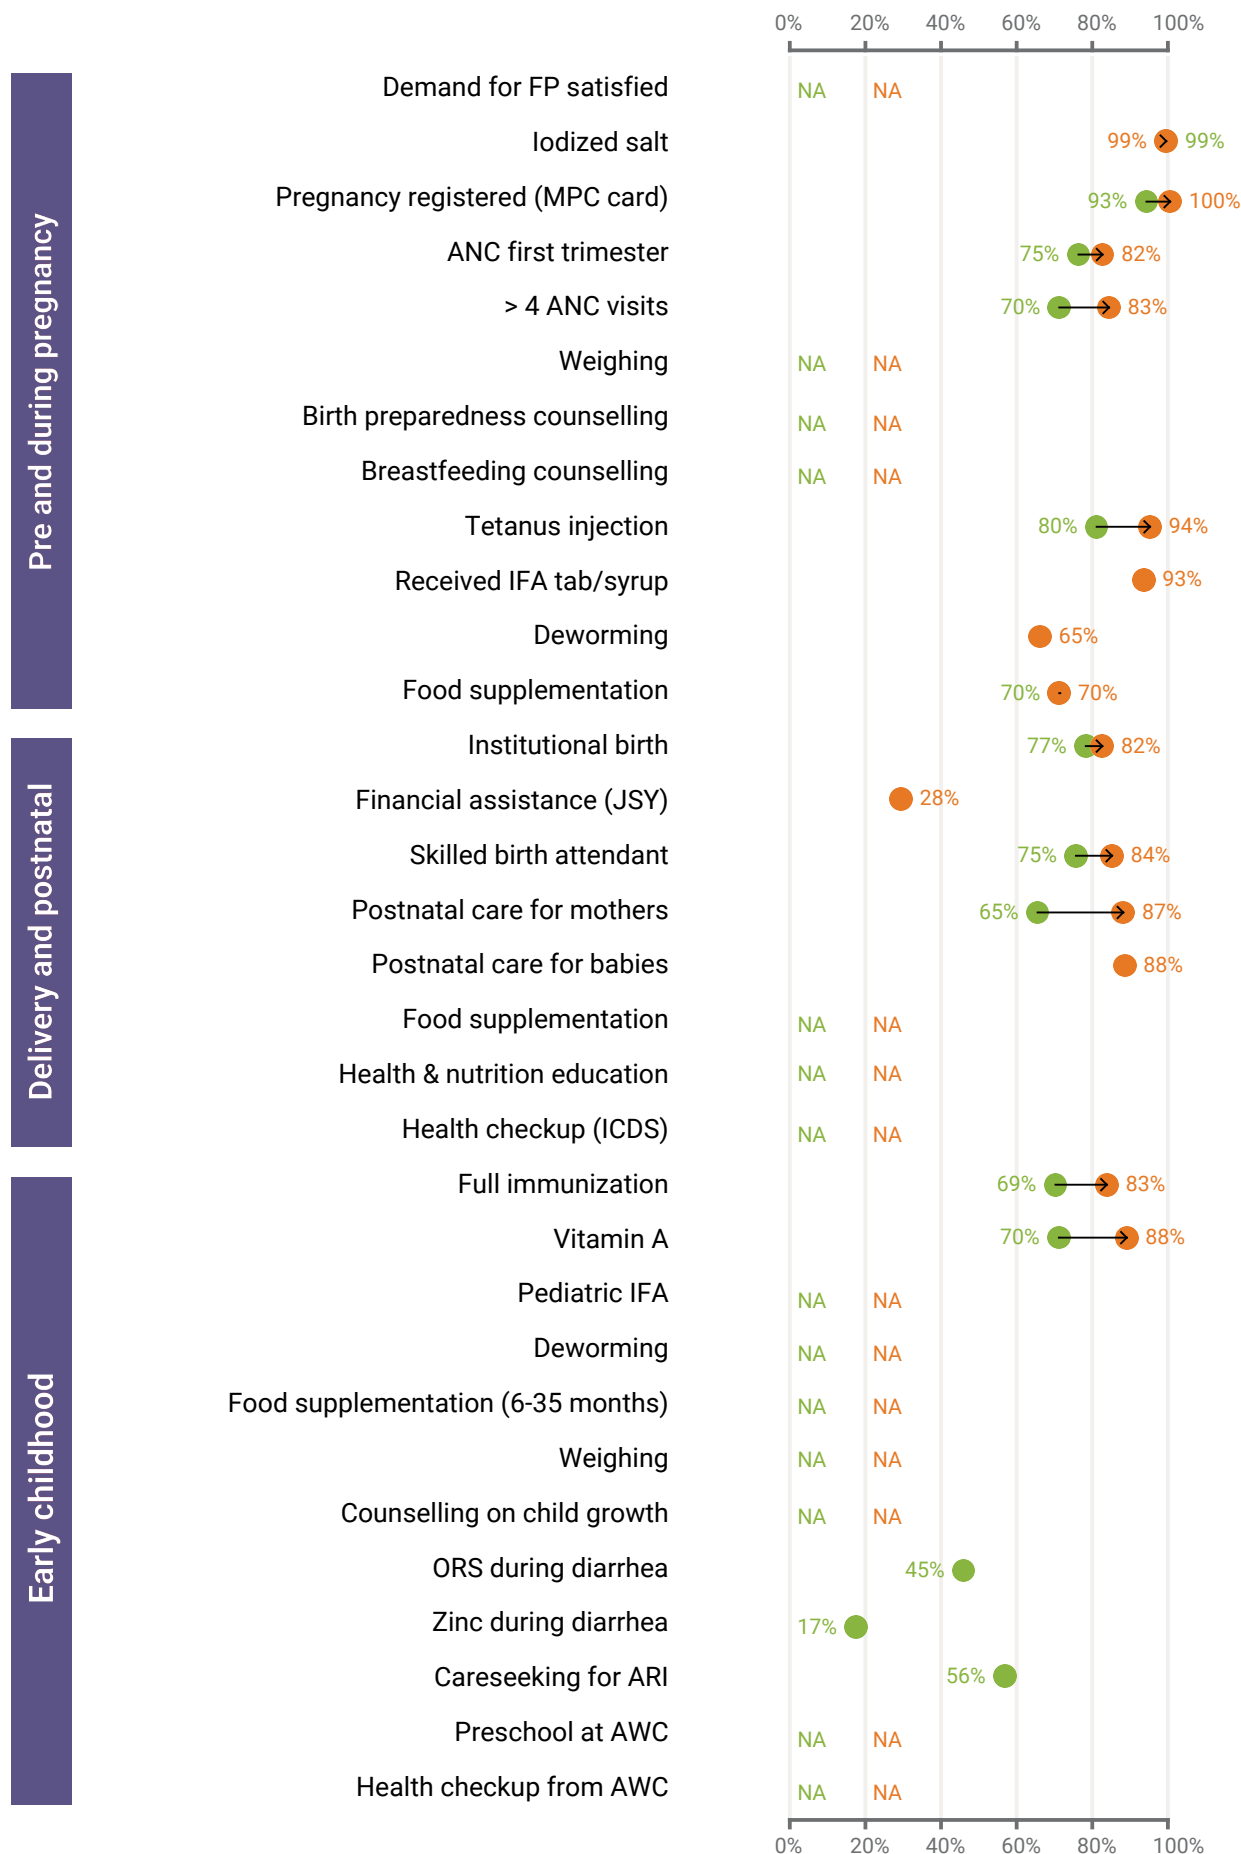 0% 20% 40% 60% 80% 100%
Pre and during pregnancy
Demand for FP satisfied NA NA
Iodized salt 99% 99%
Pregnancy registered (MPC card) 93% 100%
ANC first trimester 75% 82%
> 4 ANC visits 70% 83%
Weighing NA NA
Birth preparedness counselling NA NA
Breastfeeding counselling NA NA
Tetanus injection 80% 94%
Received IFA tab/syrup 93%
Deworming 65%
Food supplementation 70% 70%
Delivery and postnatal
Institutional birth 77% 82%
Financial assistance (JSY) 28%
Skilled birth attendant 75% 84%
Postnatal care for mothers 65% 87%
Postnatal care for babies 88%
Food supplementation NA NA
Health & nutrition education NA NA
Health checkup (ICDS) NA NA
Early childhood
Full immunization 69% 83%
Vitamin A 70% 88%
Pediatric IFA NA NA
Deworming NA NA
Food supplementation (6-35 months) NA NA
Weighing NA NA
Counselling on child growth NA NA
ORS during diarrhea 45%
Zinc during diarrhea 17%
Careseeking for ARI 56%
Preschool at AWC NA NA
Health checkup from AWC NA NA
0% 20% 40% 60% 80% 100%